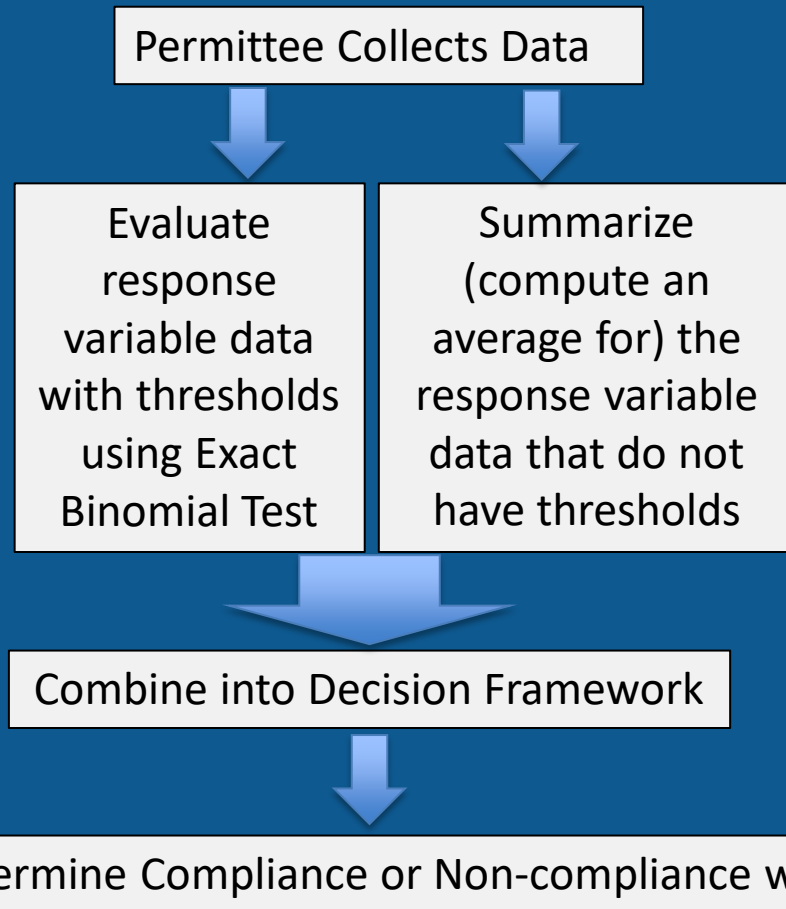 Permittee Collects Data
Evaluate
response
variable data
with thresholds
using Exact
Binomial Test
Summarize
(compute an
average for) the
response variable
data that do not
have thresholds
Combine into Decision Framework
ermine Compliance or Non-compliance w